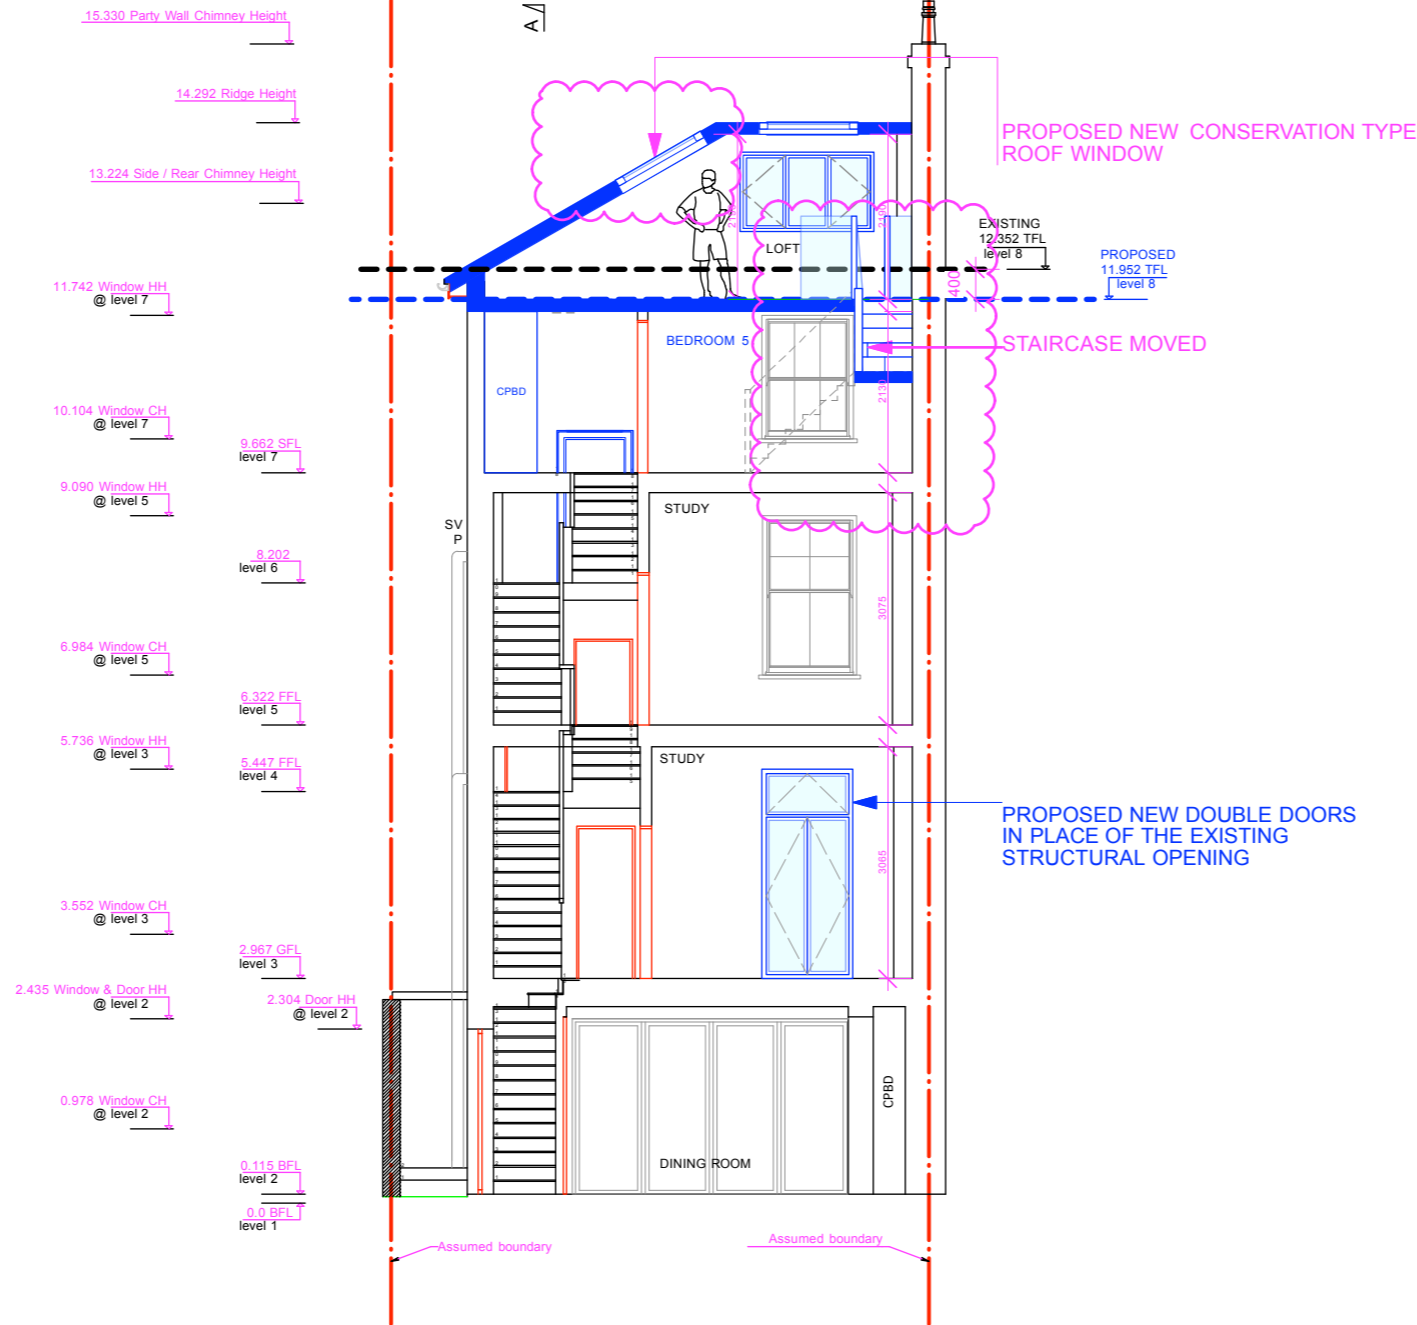 15.330 Party Wall Chimney Height
A
14.292 Ridge Height
PROPOSED NEW CONSERVATION TYPE
ROOF WINDOW
13.224 Side / Rear Chimney Height
2190
2190
EXISTING
12.352 TFL
level 8
LOFT
PROPOSED
11.952 TFL
level 8
400
11.742 Window HH
@ level 7
BEDROOM 5
STAIRCASE MOVED
CPBD
2130
10.104 Window CH
@ level 7
9.662 SFL
level 7
9.090 Window HH
@ level 5
STUDY
SV
P
8.202
level 6
3075
6.984 Window CH
@ level 5
6.322 FFL
level 5
5.736 Window HH
@ level 3
5.447 FFL
level 4
STUDY
PROPOSED NEW DOUBLE DOORS
IN PLACE OF THE EXISTING
STRUCTURAL OPENING
3065
3.552 Window CH
@ level 3
2.967 GFL
level 3
2.435 Window & Door HH
@ level 2
2.304 Door HH
@ level 2
0.978 Window CH
@ level 2
CPBD
DINING ROOM
0.115 BFL
level 2
0.0 BFL
level 1
Assumed boundary
Assumed boundary